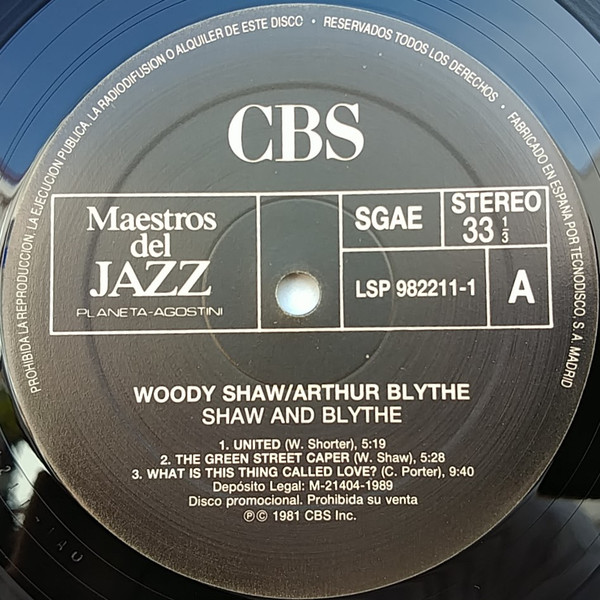 PROHIBIDA LA REPRODUCCION, LA EJECUCION PUBLICA, LA RADIODIFUSION O ALQUILER DE ESTE DISCO • RESERVADOS TODOS LOS DERECHOS • FABRICADO EN ESPAÑA POR TECNODISCO, S. A. MADRID
CBS
Maestros
del
JAZZ
PLANETA-AGOSTINI
SGAE
STEREO
33 1/3
LSP 982211-1
A
WOODY SHAW/ARTHUR BLYTHE
SHAW AND BLYTHE
1. UNITED (W. Shorter), 5:19
2. THE GREEN STREET CAPER (W. Shaw), 5:28
3. WHAT IS THIS THING CALLED LOVE? (C. Porter), 9:40
Depósito Legal: M-21404-1989
Disco promocional. Prohibida su venta
Ⓟ© 1981 CBS Inc.